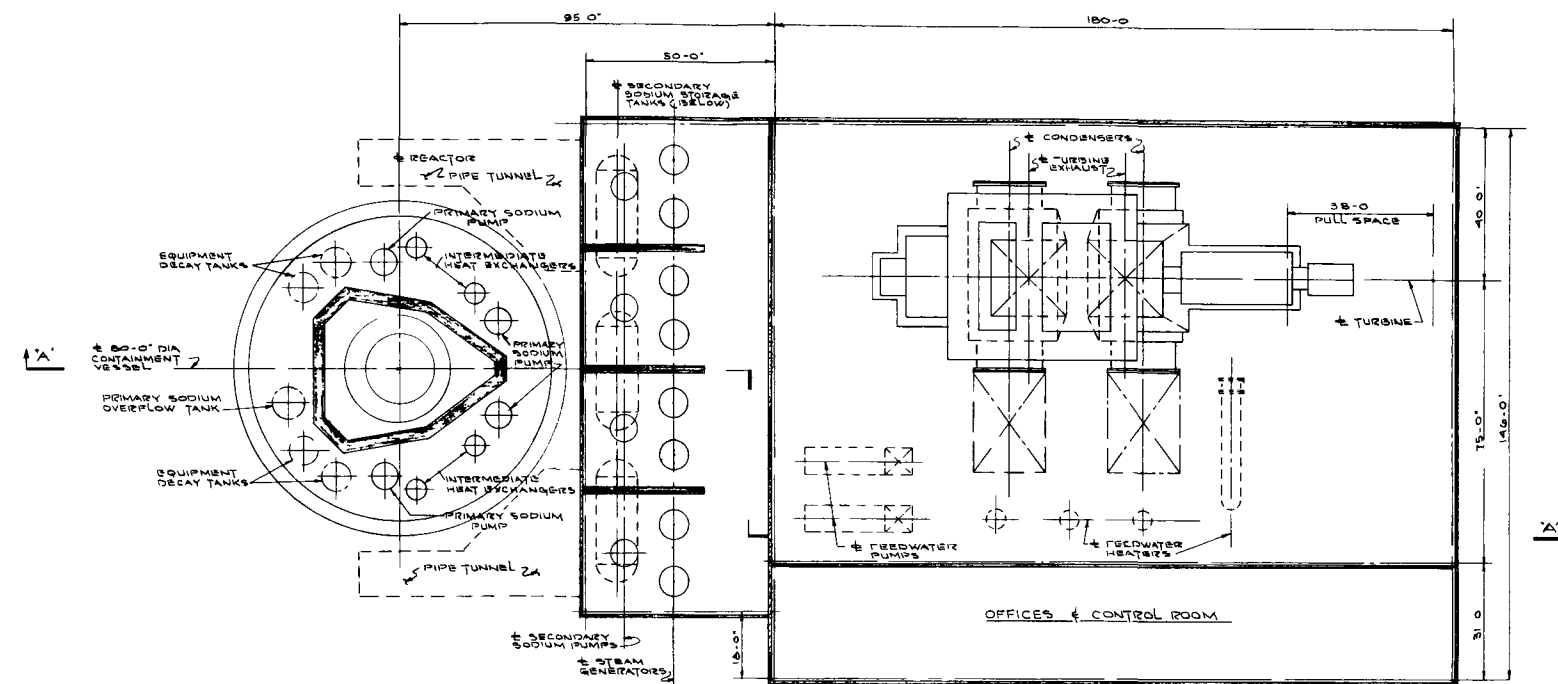 95 0"
180-0
50-0"
℄ SECONDARY
SODIUM STORAGE
TANKS (BELOW)
℄ REACTOR
PIPE TUNNEL
PRIMARY SODIUM
PUMP
EQUIPMENT
DECAY TANKS
INTERMEDIATE
HEAT EXCHANGERS
℄ CONDENSERS
℄ TURBINE
EXHAUST
38-0
PULL SPACE
40 0"
℄ TURBINE
"A"
℄ 80-0" DIA
CONTAINMENT
VESSEL
PRIMARY
SODIUM
PUMP
PRIMARY SODIUM
OVERFLOW TANK
75-0"
146-0"
EQUIPMENT
DECAY TANKS
INTERMEDIATE
HEAT EXCHANGERS
PRIMARY SODIUM
PUMP
℄ FEEDWATER
PUMPS
℄ FEEDWATER
HEATERS
"A"
PIPE TUNNEL
OFFICES & CONTROL ROOM
31 0
℄ SECONDARY
SODIUM PUMPS
℄ STEAM
GENERATORS